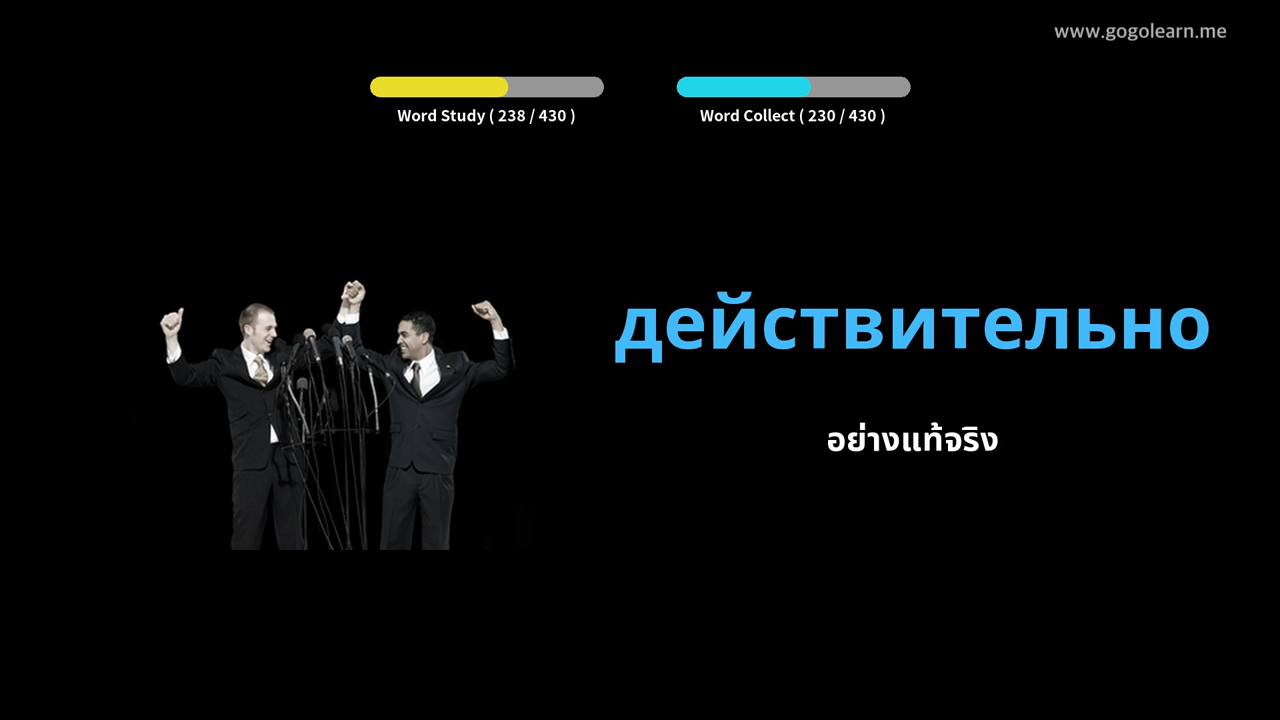 www.gogolearn.me
Word Study ( 238 / 430 )
Word Collect ( 230 / 430 )
действительно
อย่างแท้จริง